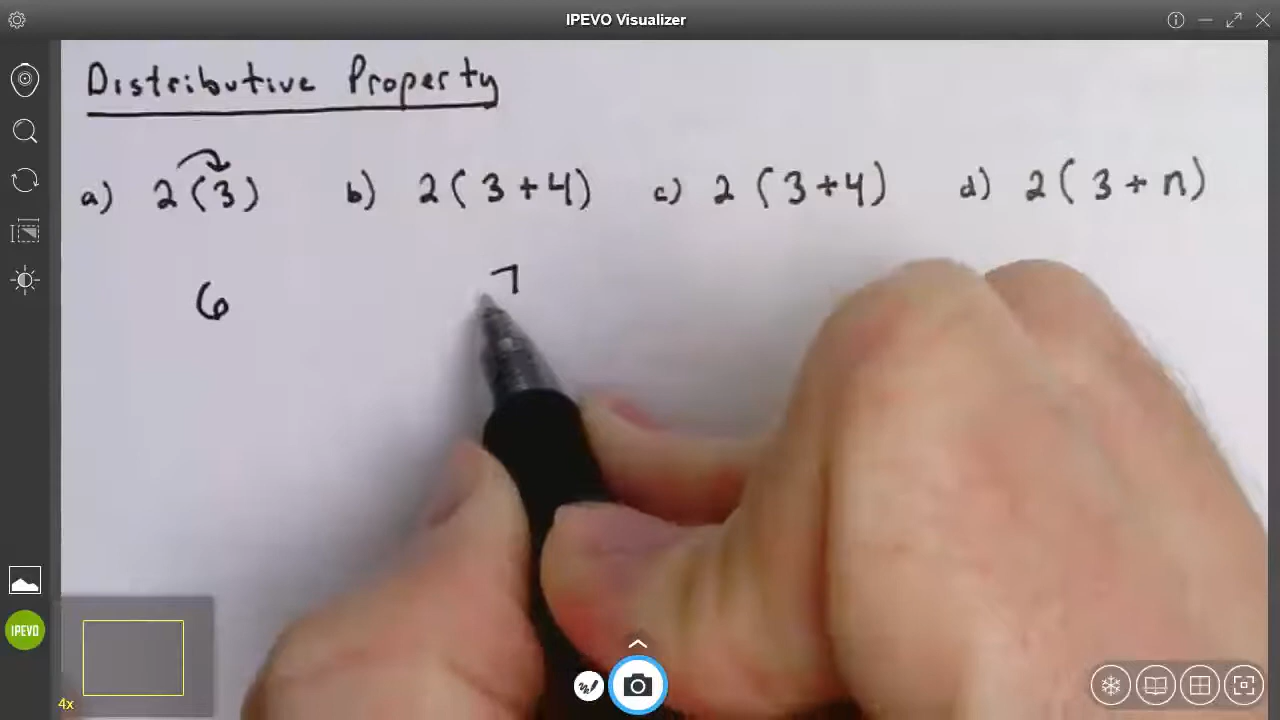 IPEVO Visualizer
Distributive Property
a) 2(3) b) 2(3+4) c) 2(3+4) d) 2(3+n)
6 7
IPEVO
4x